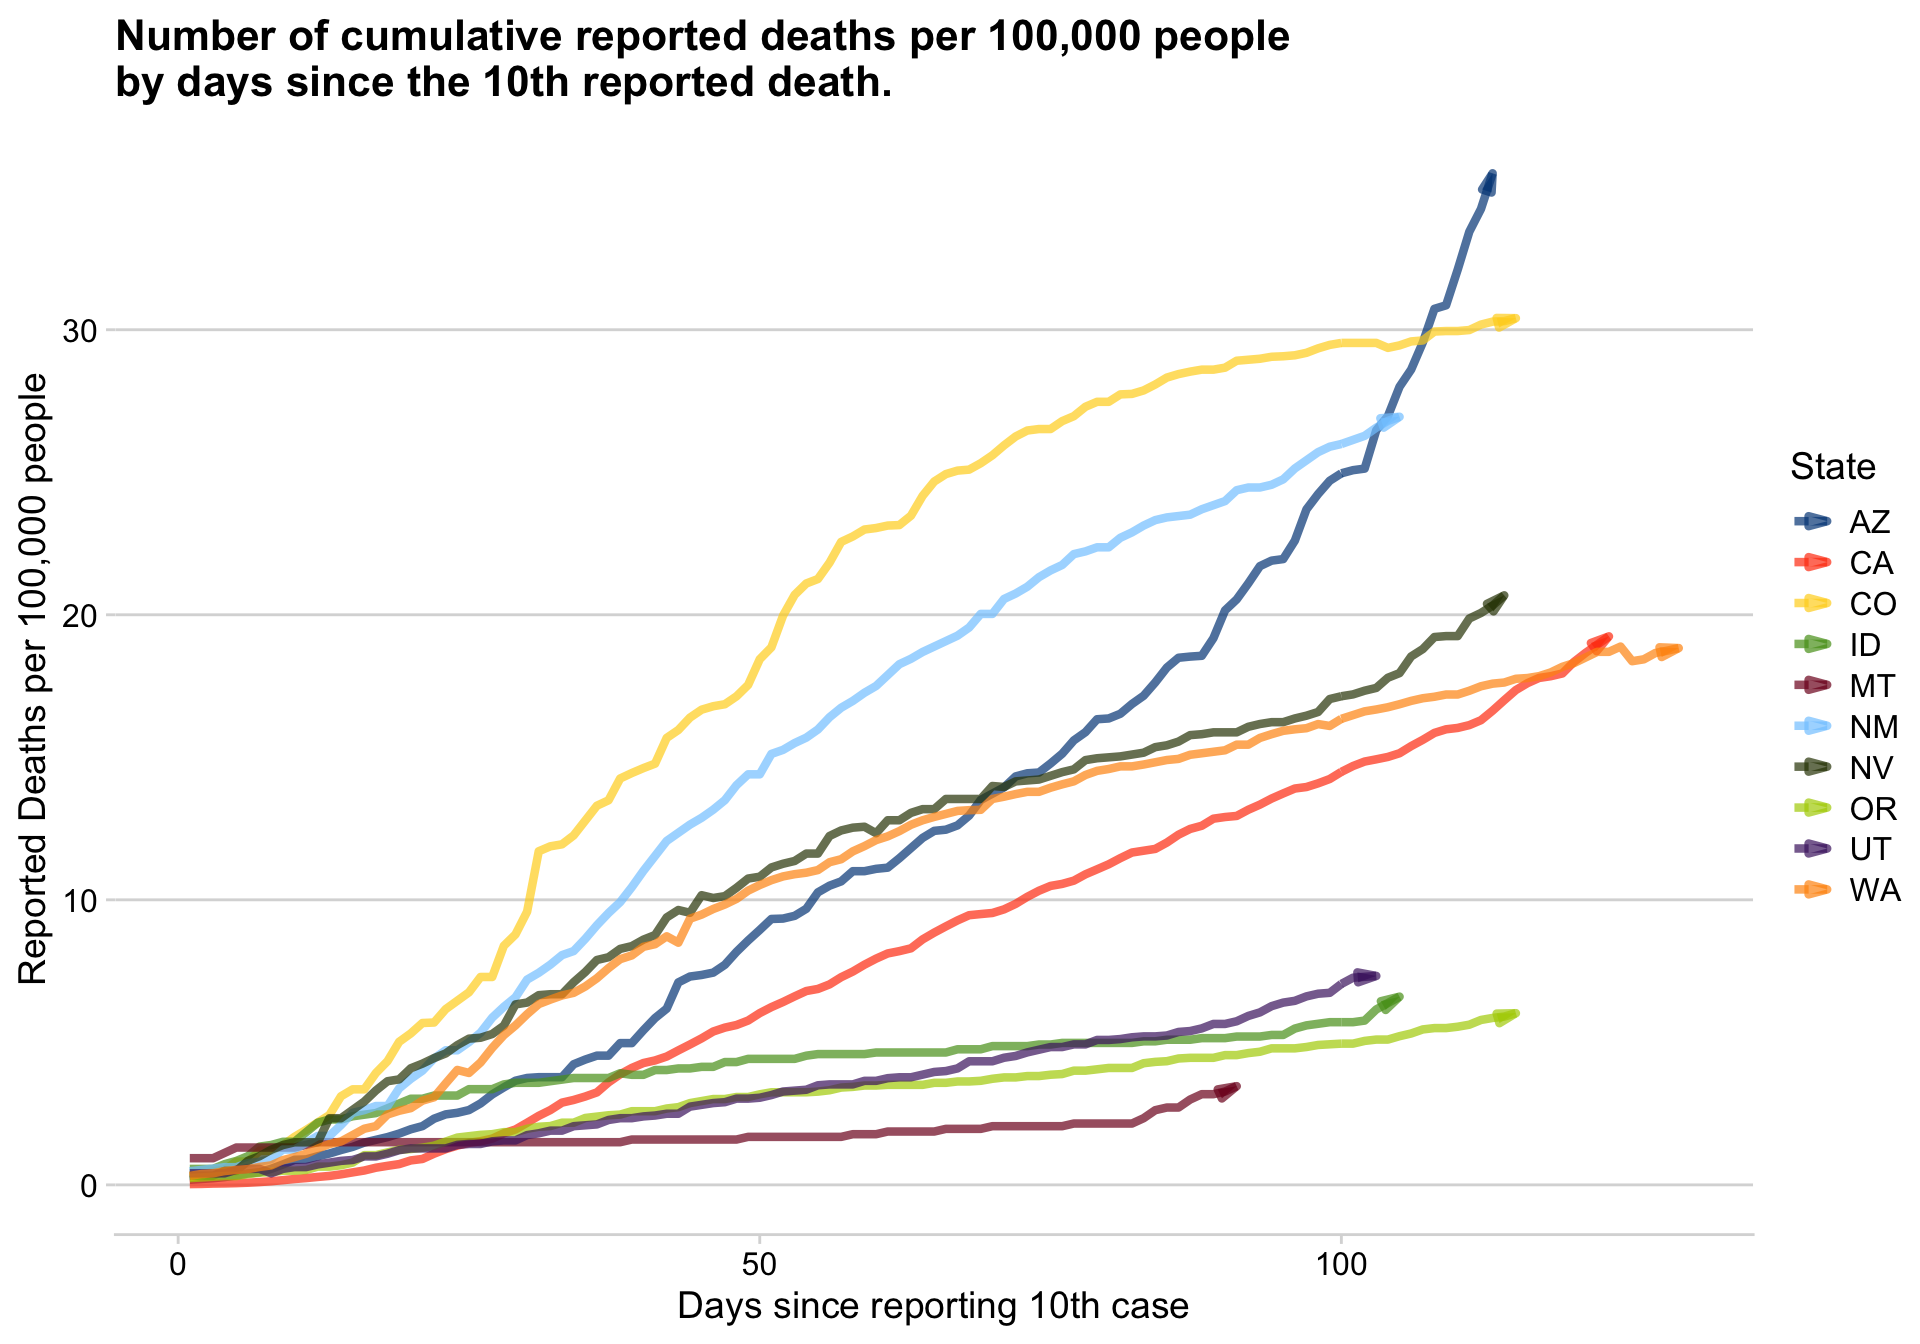 Number of cumulative reported deaths per 100,000 people
by days since the 10th reported death.
Reported Deaths per 100,000 people
30
20
10
0
0
50
100
Days since reporting 10th case
State
AZ
CA
CO
ID
MT
NM
NV
OR
UT
WA